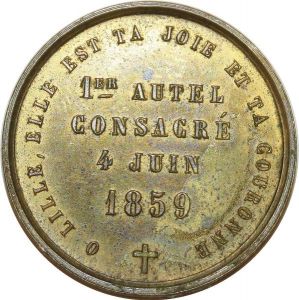 O LILLE, ELLE EST TA JOIE ET TA COURONNE
1ER AUTEL
CONSACRÉ
4 JUIN
1859